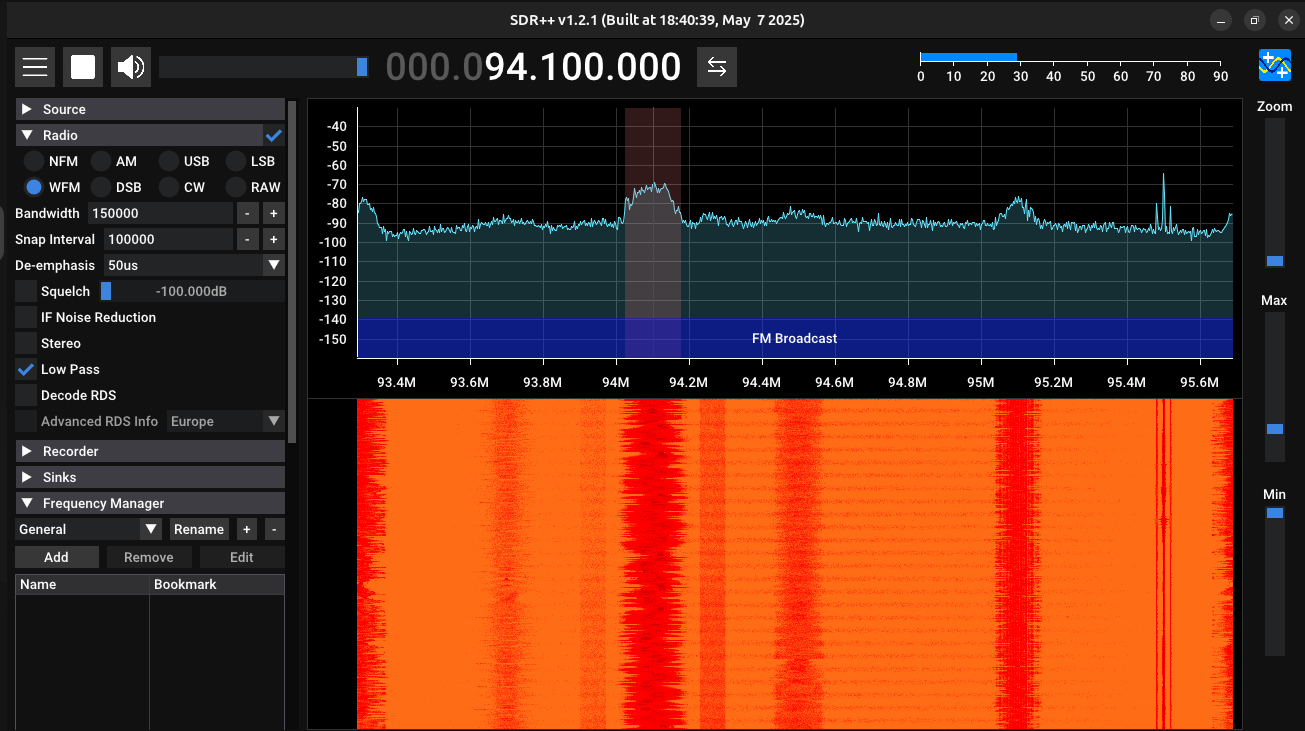 SDR++ v1.2.1 (Built at 18:40:39, May 7 2025)
000.094.100.000
0 10 20 30 40 50 60 70 80 90
Source
Radio
NFM AM USB LSB
WFM DSB CW RAW
Bandwidth 150000 - +
Snap Interval 100000 - +
De-emphasis 50us
Squelch -100.000dB
IF Noise Reduction
Stereo
Low Pass
Decode RDS
Advanced RDS Info Europe
Recorder
Sinks
Frequency Manager
General Rename + -
Add Remove Edit
Name Bookmark
-40
-50
-60
-70
-80
-90
-100
-110
-120
-130
-140
-150
FM Broadcast
93.4M 93.6M 93.8M 94M 94.2M 94.4M 94.6M 94.8M 95M 95.2M 95.4M 95.6M
Zoom
Max
Min